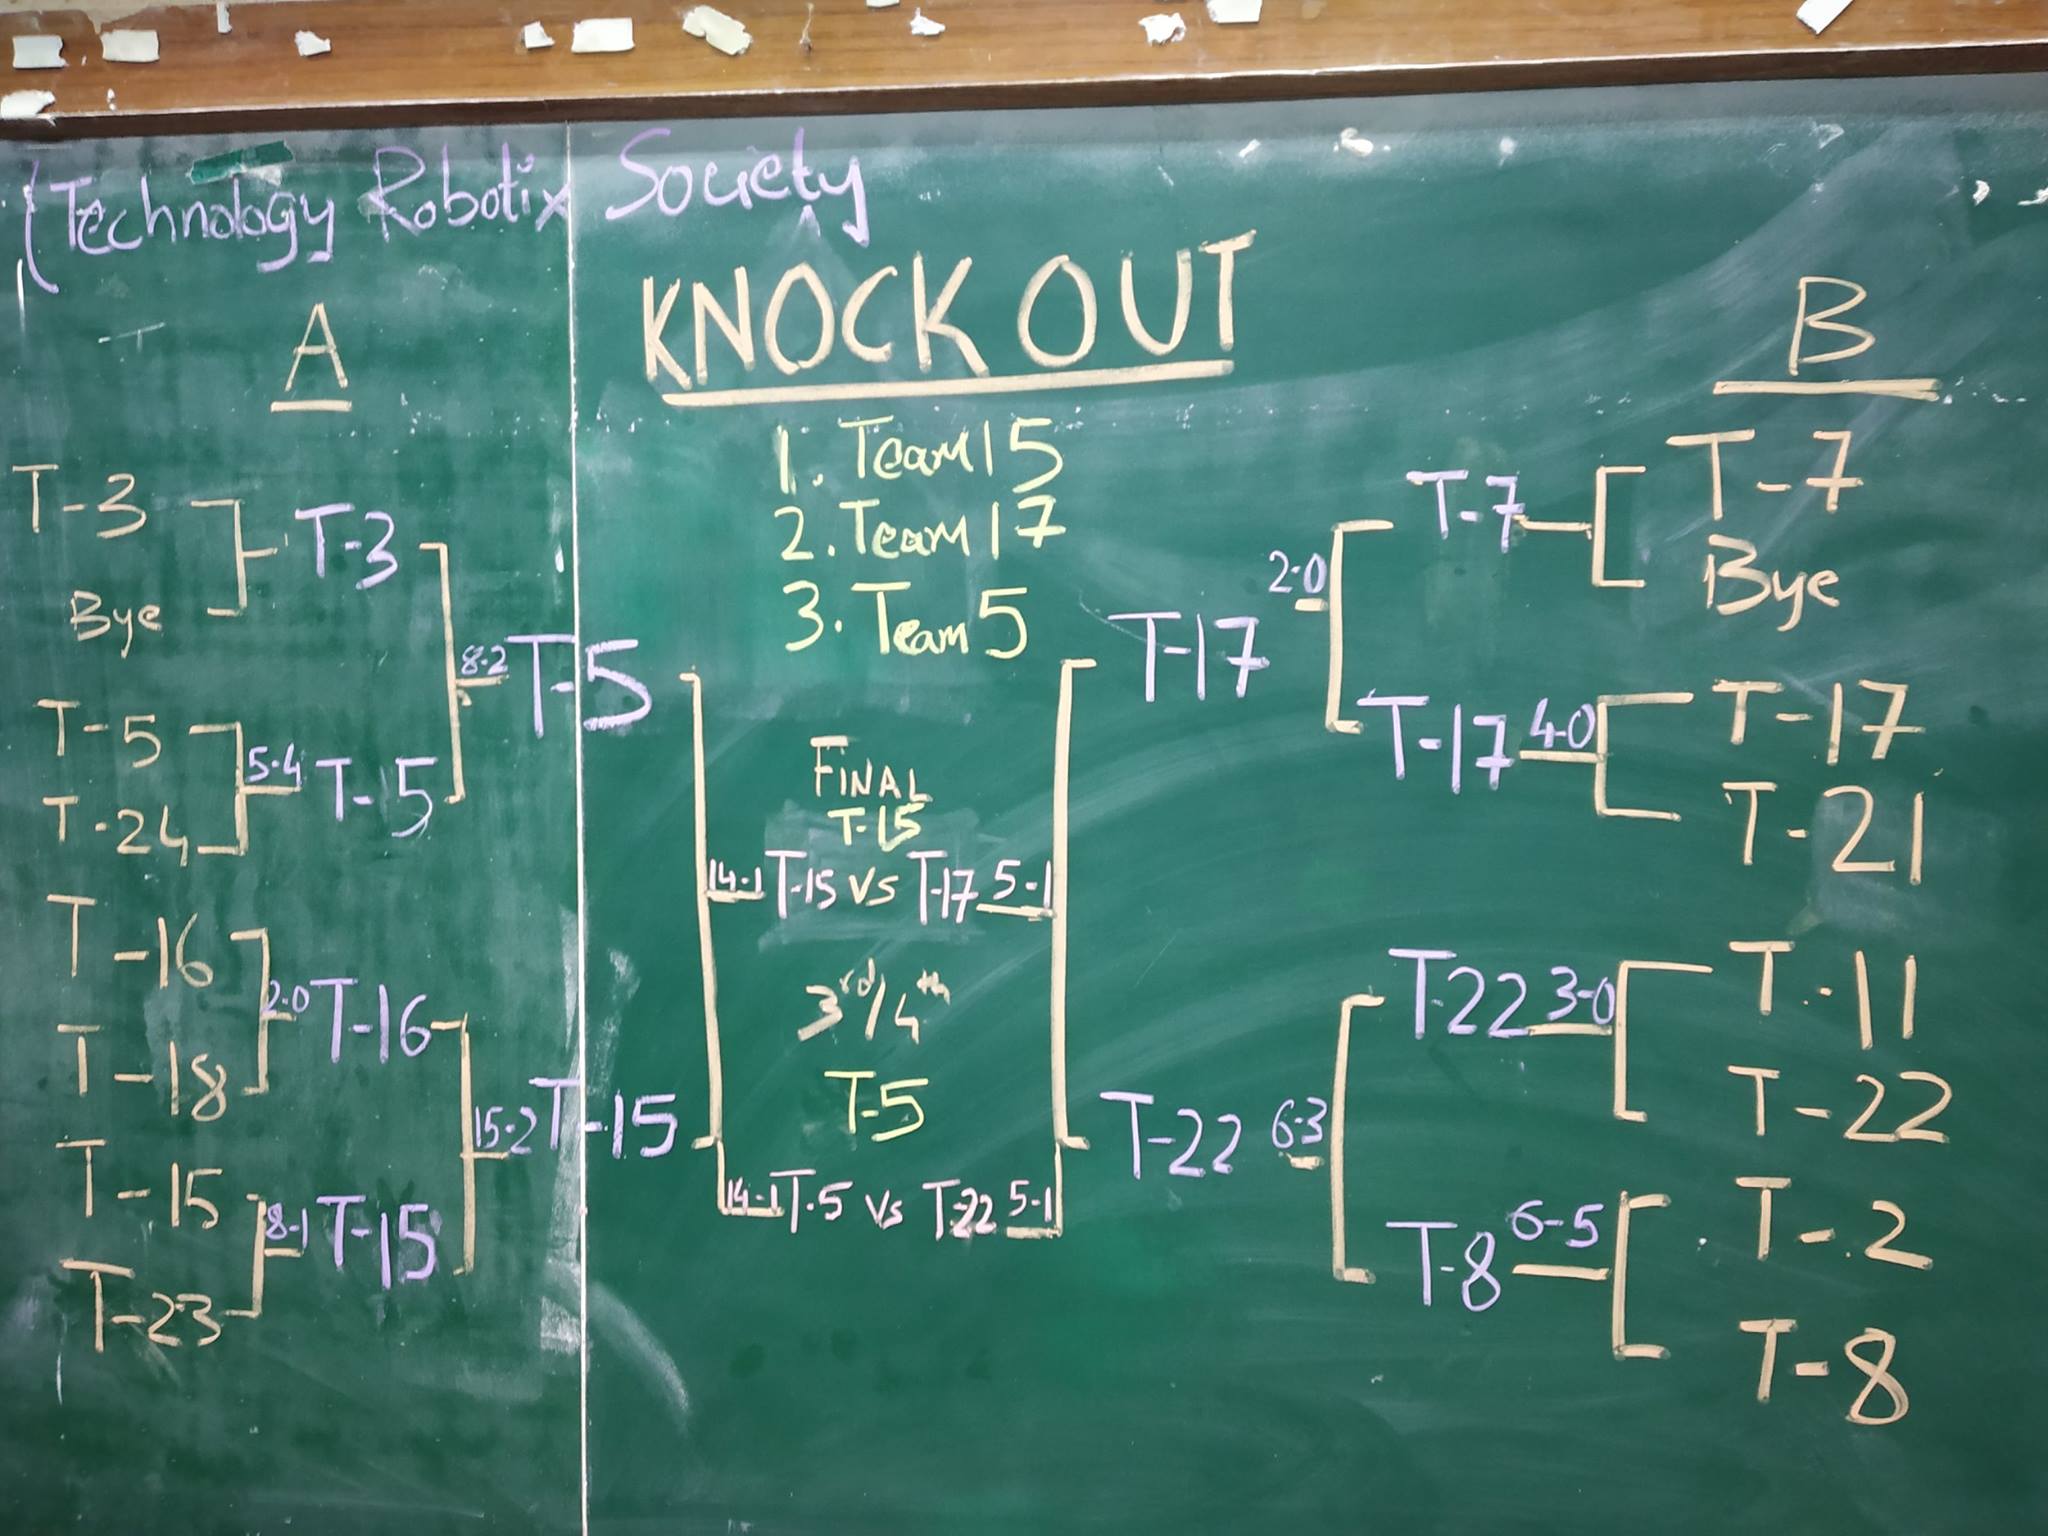 (Technology Robotix Society
KNOCK OUT
A
T-3
Bye
T-3
T-5
T-24
5-4 T-5
8-2 T-5
T-16
T-18
2-0 T-16
T-15
T-23
8-1 T-15
15-2 T-15
1. Team 15
2. Team 17
3. Team 5
FINAL
T-15
14-1 T-15 VS T-17 5-1
3rd/4th
T-5
14-1 T-5 Vs T-22 5-1
B
T-7
Bye
T-7
T-17
T-21
T-17 4-0
T-17 2-0
T-11
T-22
T-22 3-0
T-2
T-8
T-8 6-5
T-22 6-3